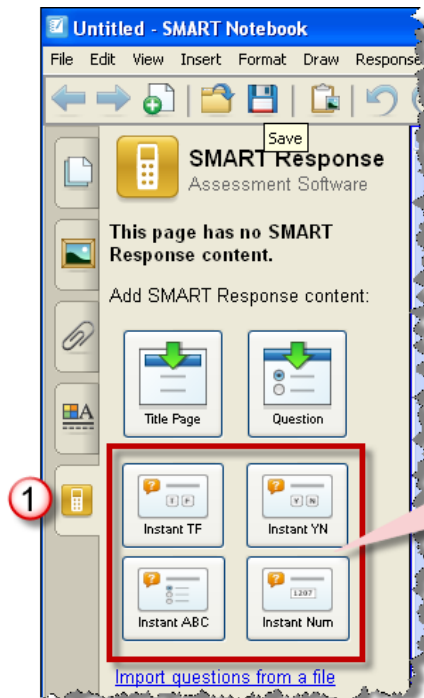 Untitled - SMART Notebook
File Edit View Insert Format Draw Response
Save
SMART Response
Assessment Software
This page has no SMART
Response content.
Add SMART Response content:
Title Page Question
T F Y N
Instant TF Instant YN
1
1207
Instant ABC Instant Num
Import questions from a file